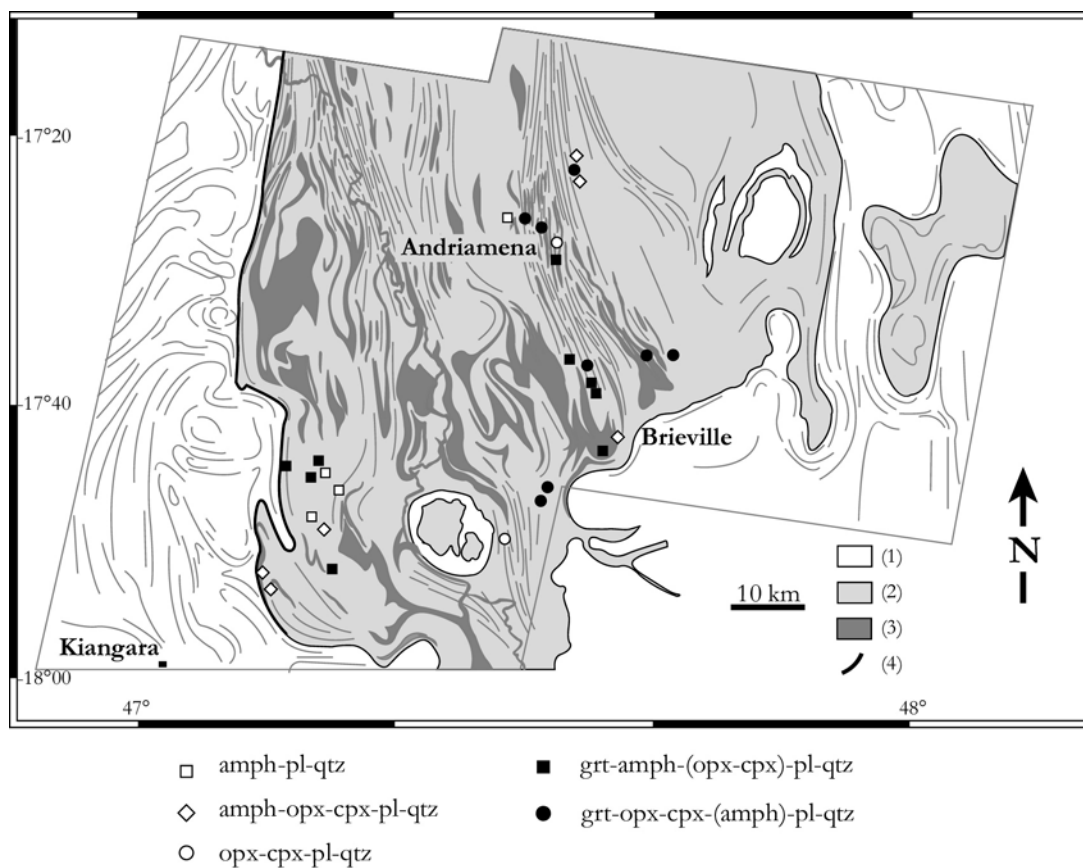 17°20
Andriamena
17°40
Brieville
(1)
(2)
10 km
(3)
N
(4)
Kiangara
18°00
47°
48°
amph-pl-qtz
grt-amph-(opx-cpx)-pl-qtz
amph-opx-cpx-pl-qtz
grt-opx-cpx-(amph)-pl-qtz
opx-cpx-pl-qtz